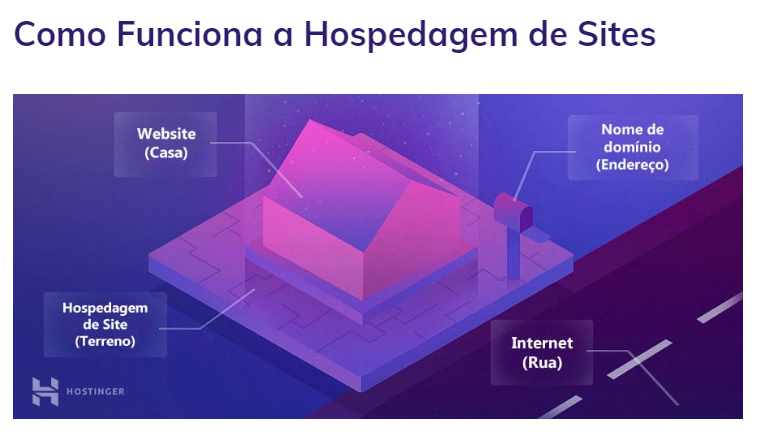 Como Funciona a Hospedagem de Sites
Website
(Casa)
Nome de
domínio
(Endereço)
Hospedagem
de Site
(Terreno)
Internet
(Rua)
HOSTINGER